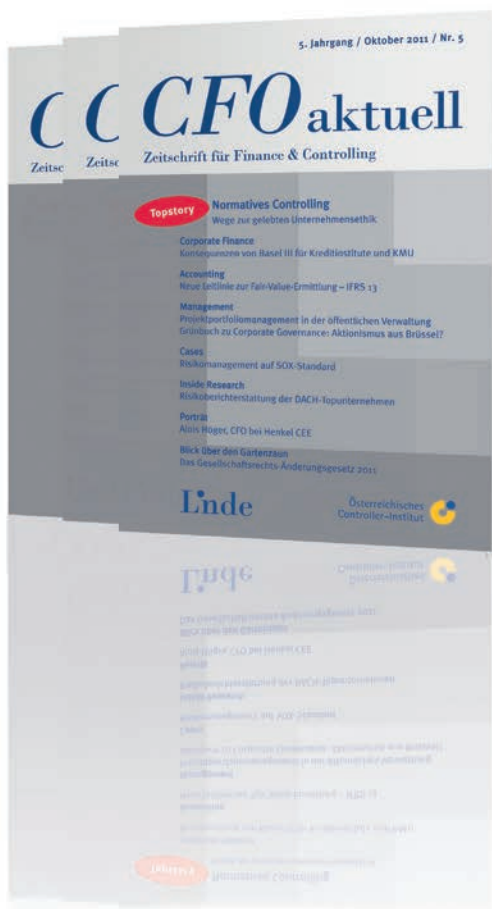 5. Jahrgang / Oktober 2011 / Nr. 5
C
C
CFO aktuell
Zeitsc
Zeitsc
Zeitschrift für Finance & Controlling
Topstory
Normatives Controlling
Wege zur gelebten Unternehmensethik
Corporate Finance
Konsequenzen von Basel III für Kreditinstitute und KMU
Accounting
Neue Leitlinie zur Fair-Value-Ermittlung – IFRS 13
Management
Projektportfoliomanagement in der öffentlichen Verwaltung
Grünbuch zu Corporate Governance: Aktionismus aus Brüssel?
Cases
Risikomanagement auf SOX-Standard
Inside Research
Risikoberichterstattung der DACH-Topunternehmen
Porträt
Alois Höger, CFO bei Henkel CEE
Blick über den Gartenzaun
Das Gesellschaftsrechts-Änderungsgesetz 2011
Linde
Österreichisches
Controller-Institut